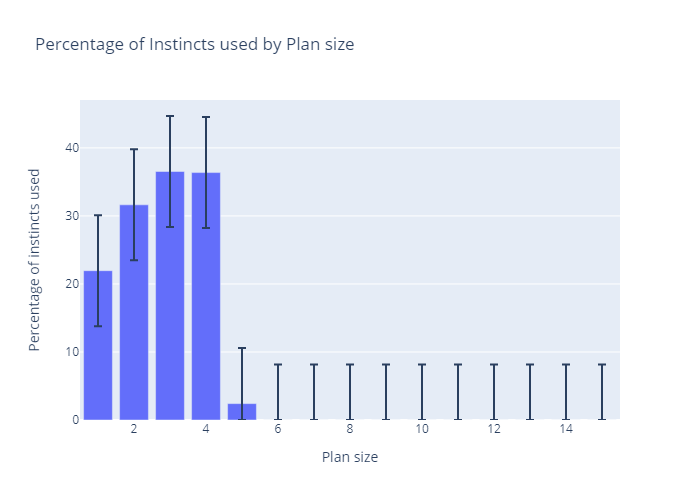 Percentage of Instincts used by Plan size
Percentage of instincts used
40
30
20
10
0
2 4 6 8 10 12 14
Plan size